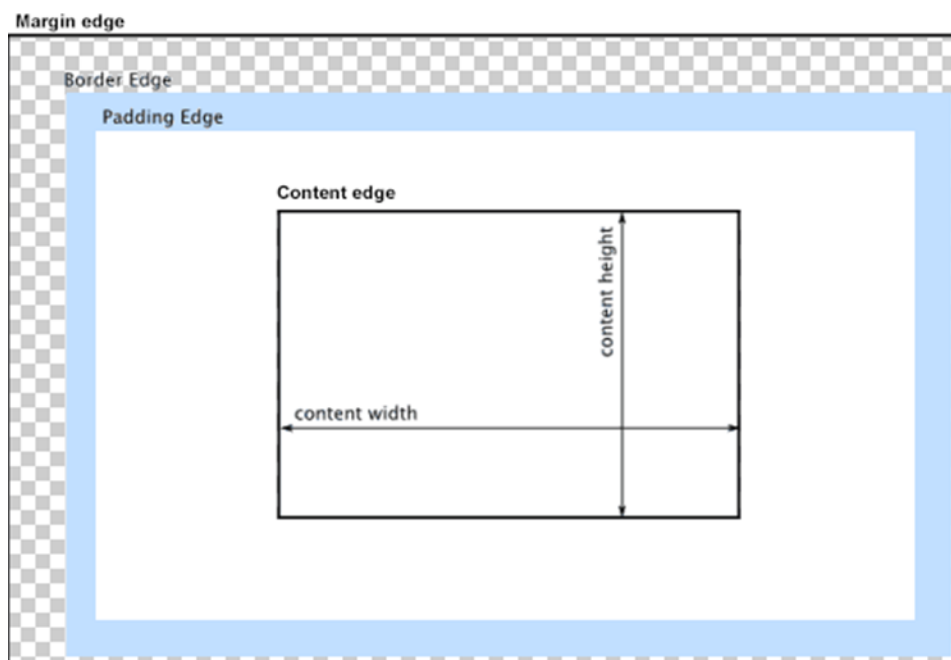 Margin edge
Border Edge
Padding Edge
Content edge
content height
content width